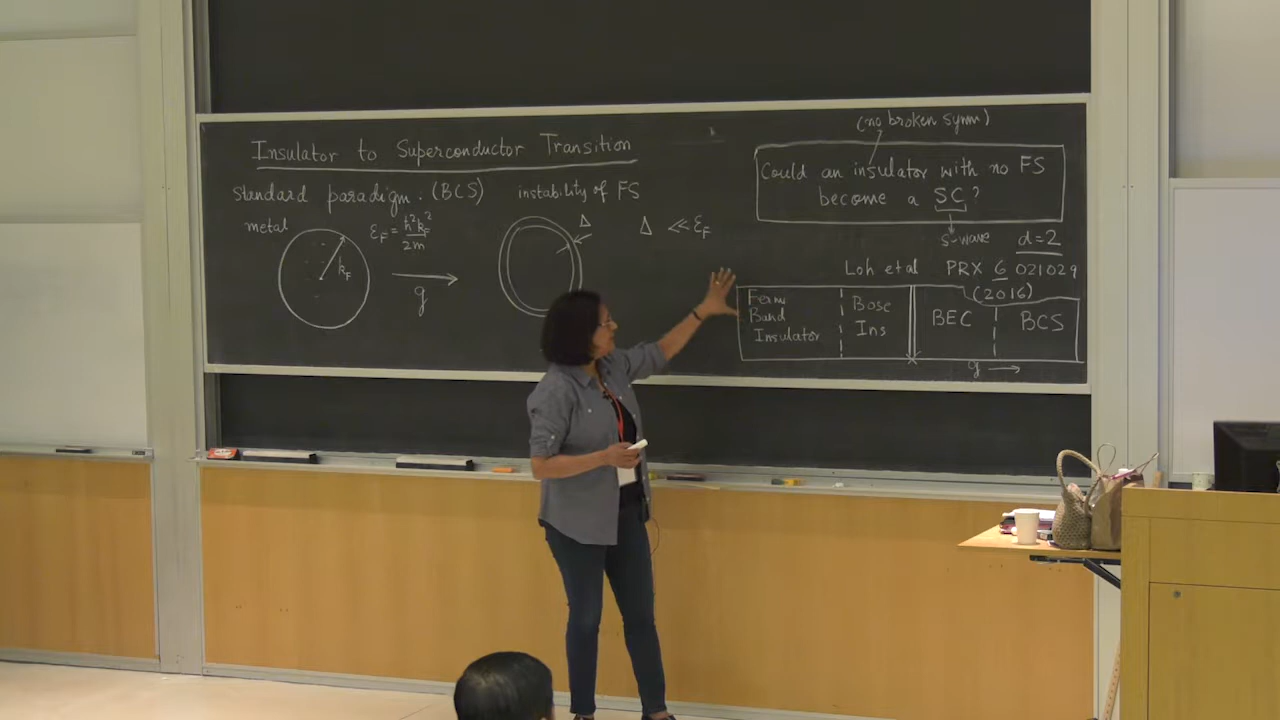 Insulator to Superconductor Transition
Standard paradigm. (BCS) instability of FS
metal
ε_F = ħ²k_F²/2m
k_F
g
Δ
Δ << ε_F
(no broken symm)
Could an insulator with no FS
become a SC?
s-wave d=2
Loh et al PRX 6 021029
(2016)
Fermi
Band
Insulator
Bose
Ins
BEC
BCS
g